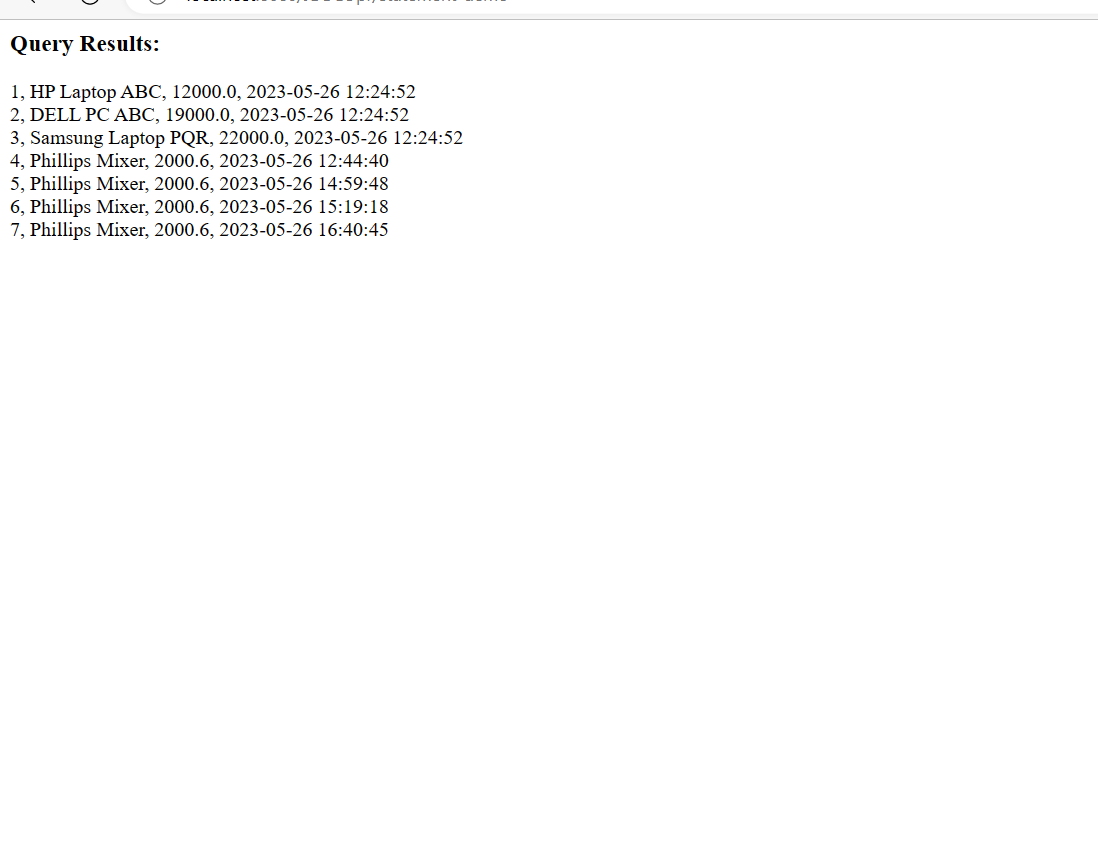 Query Results:
1, HP Laptop ABC, 12000.0, 2023-05-26 12:24:52
2, DELL PC ABC, 19000.0, 2023-05-26 12:24:52
3, Samsung Laptop PQR, 22000.0, 2023-05-26 12:24:52
4, Phillips Mixer, 2000.6, 2023-05-26 12:44:40
5, Phillips Mixer, 2000.6, 2023-05-26 14:59:48
6, Phillips Mixer, 2000.6, 2023-05-26 15:19:18
7, Phillips Mixer, 2000.6, 2023-05-26 16:40:45